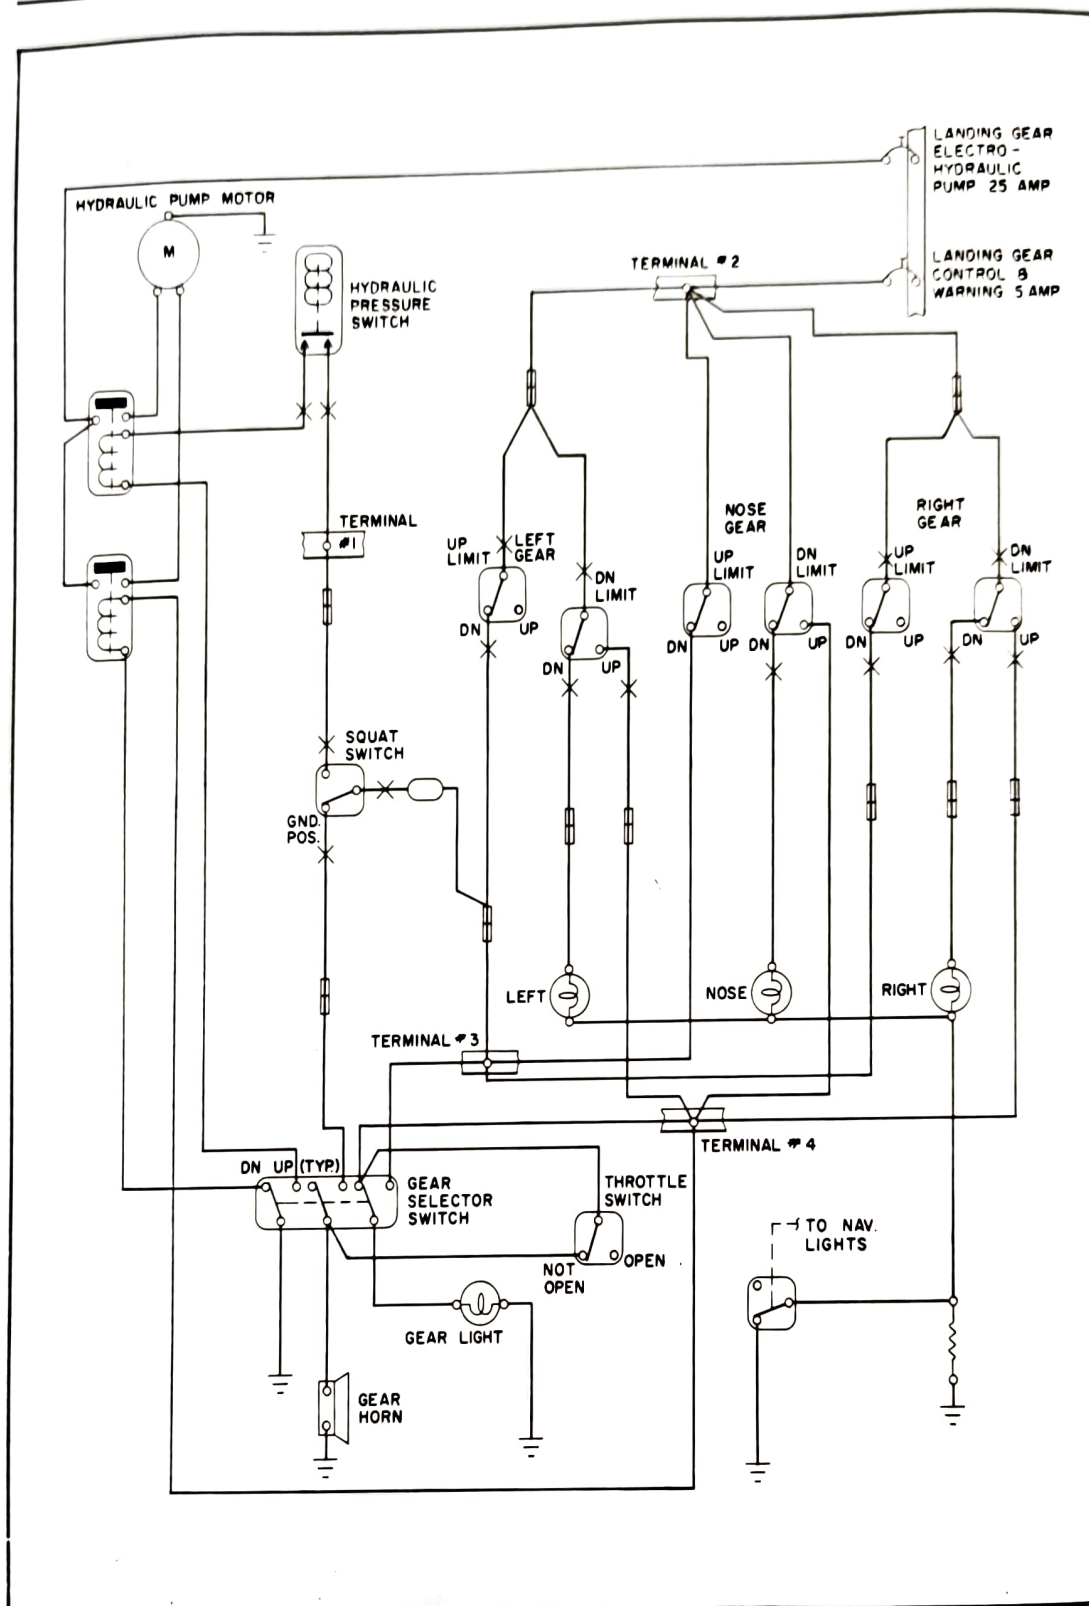 LANDING GEAR
ELECTRO-
HYDRAULIC
PUMP 25 AMP
HYDRAULIC PUMP MOTOR
M
TERMINAL #2
LANDING GEAR
CONTROL &
WARNING 5 AMP
HYDRAULIC
PRESSURE
SWITCH
TERMINAL
#1
NOSE
GEAR
RIGHT
GEAR
UP
LIMIT
LEFT
GEAR
DN
LIMIT
UP
LIMIT
DN
LIMIT
UP
LIMIT
DN
LIMIT
DN
UP
DN
UP
DN
UP
DN
UP
DN
UP
DN
UP
SQUAT
SWITCH
GND.
POS.
LEFT
NOSE
RIGHT
TERMINAL #3
TERMINAL #4
DN UP (TYP.)
GEAR
SELECTOR
SWITCH
THROTTLE
SWITCH
NOT
OPEN
OPEN
TO NAV.
LIGHTS
GEAR LIGHT
GEAR
HORN